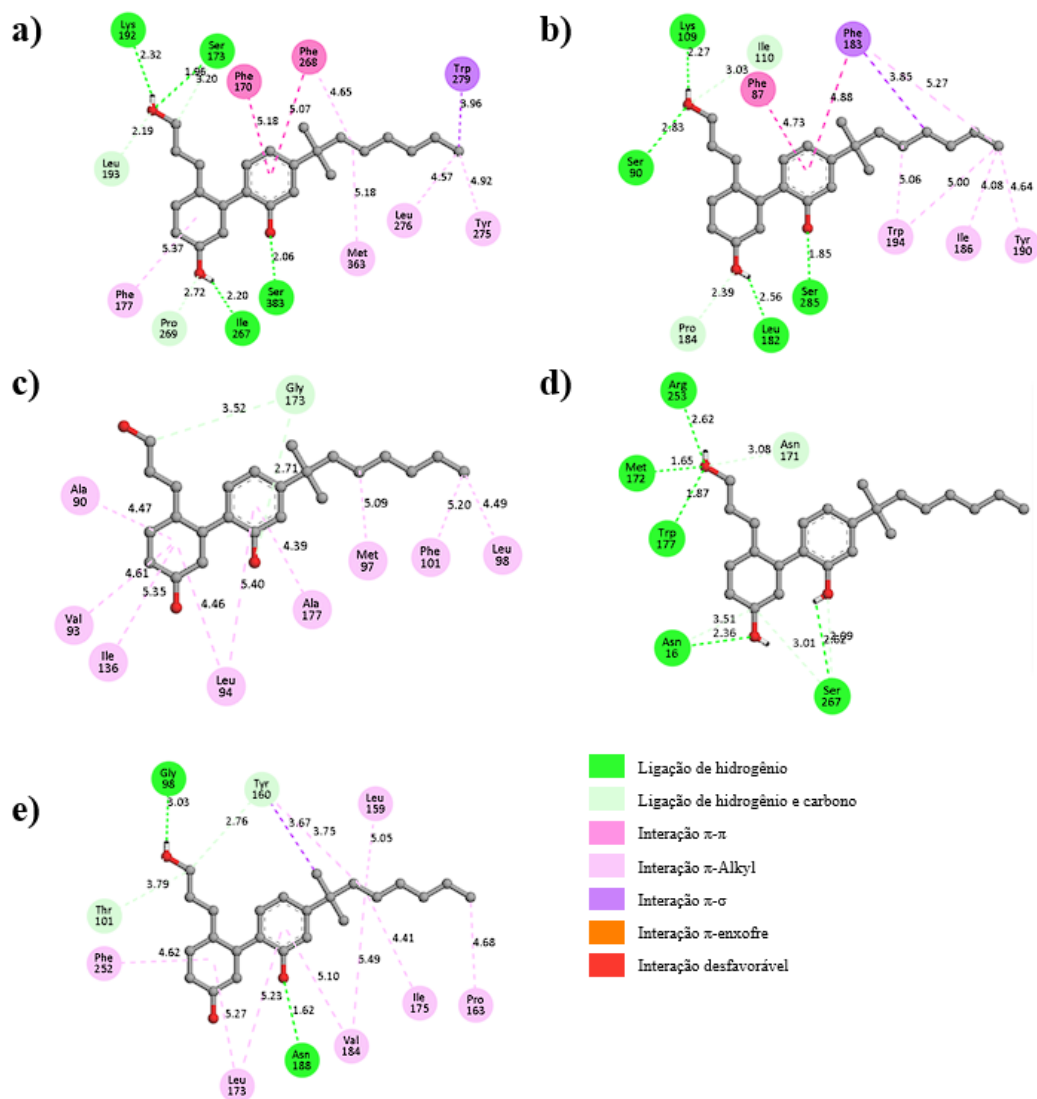 a)
Lys
192
Ser
173
2.32
1.96
3.20
Phe
170
Phe
268
4.65
Trp
279
3.96
5.18
5.07
2.19
Leu
193
5.18
4.57
4.92
5.37
2.06
Leu
276
Tyr
275
Met
363
Phe
177
2.72
2.20
Ser
383
Pro
269
Ile
267
b)
Lys
109
Ile
110
Phe
183
2.27
3.03
3.85
5.27
Phe
87
4.88
2.83
4.73
Ser
90
5.06
5.00
4.08
4.64
Trp
194
Ile
186
Tyr
190
1.85
2.39
2.56
Ser
285
Pro
184
Leu
182
c)
Gly
173
3.52
2.71
Ala
90
4.47
5.09
5.20
4.49
4.39
Met
97
Phe
101
Leu
98
4.61
5.35
4.46
5.40
Ala
177
Val
93
Ile
136
Leu
94
d)
Arg
253
2.62
3.08
Asn
171
Met
172
1.65
1.87
Trp
177
3.51
2.36
Asn
16
3.01
Ser
267
e)
Gly
98
3.03
Tyr
160
2.76
3.67
3.75
Leu
159
5.05
3.79
Thr
101
Phe
252
4.62
4.41
4.68
5.49
5.10
5.23
5.27
1.62
Ile
175
Pro
163
Val
184
Asn
188
Leu
173
Ligação de hidrogênio
Ligação de hidrogênio e carbono
Interação π-π
Interação π-Alkyl
Interação π-σ
Interação π-enxofre
Interação desfavorável